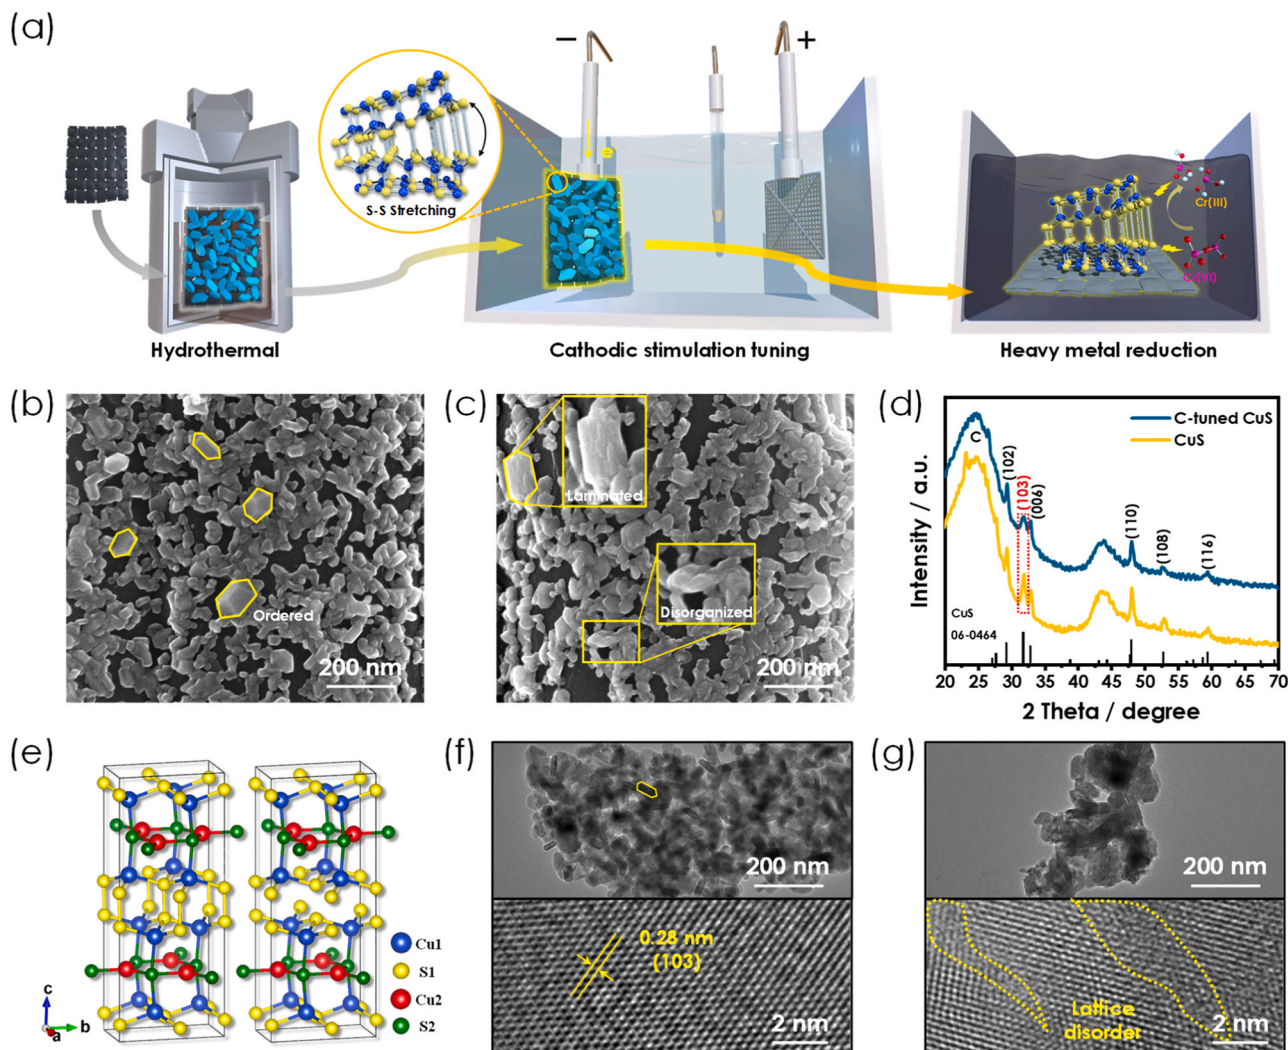 (a)
−
+
e⁻
S-S Stretching
Cr(III)
Cr(VI)
Hydrothermal
Cathodic stimulation tuning
Heavy metal reduction
(b)
Ordered
200 nm
(c)
Laminated
Disorganized
200 nm
(d)
C-tuned CuS
CuS
C
(102)
(103)
(006)
(110)
(108)
(116)
CuS
06-0464
Intensity / a.u.
20 25 30 35 40 45 50 55 60 65 70
2 Theta / degree
(e)
Cu1
S1
Cu2
S2
c
b
a
(f)
200 nm
0.28 nm
(103)
2 nm
(g)
200 nm
Lattice
disorder
2 nm